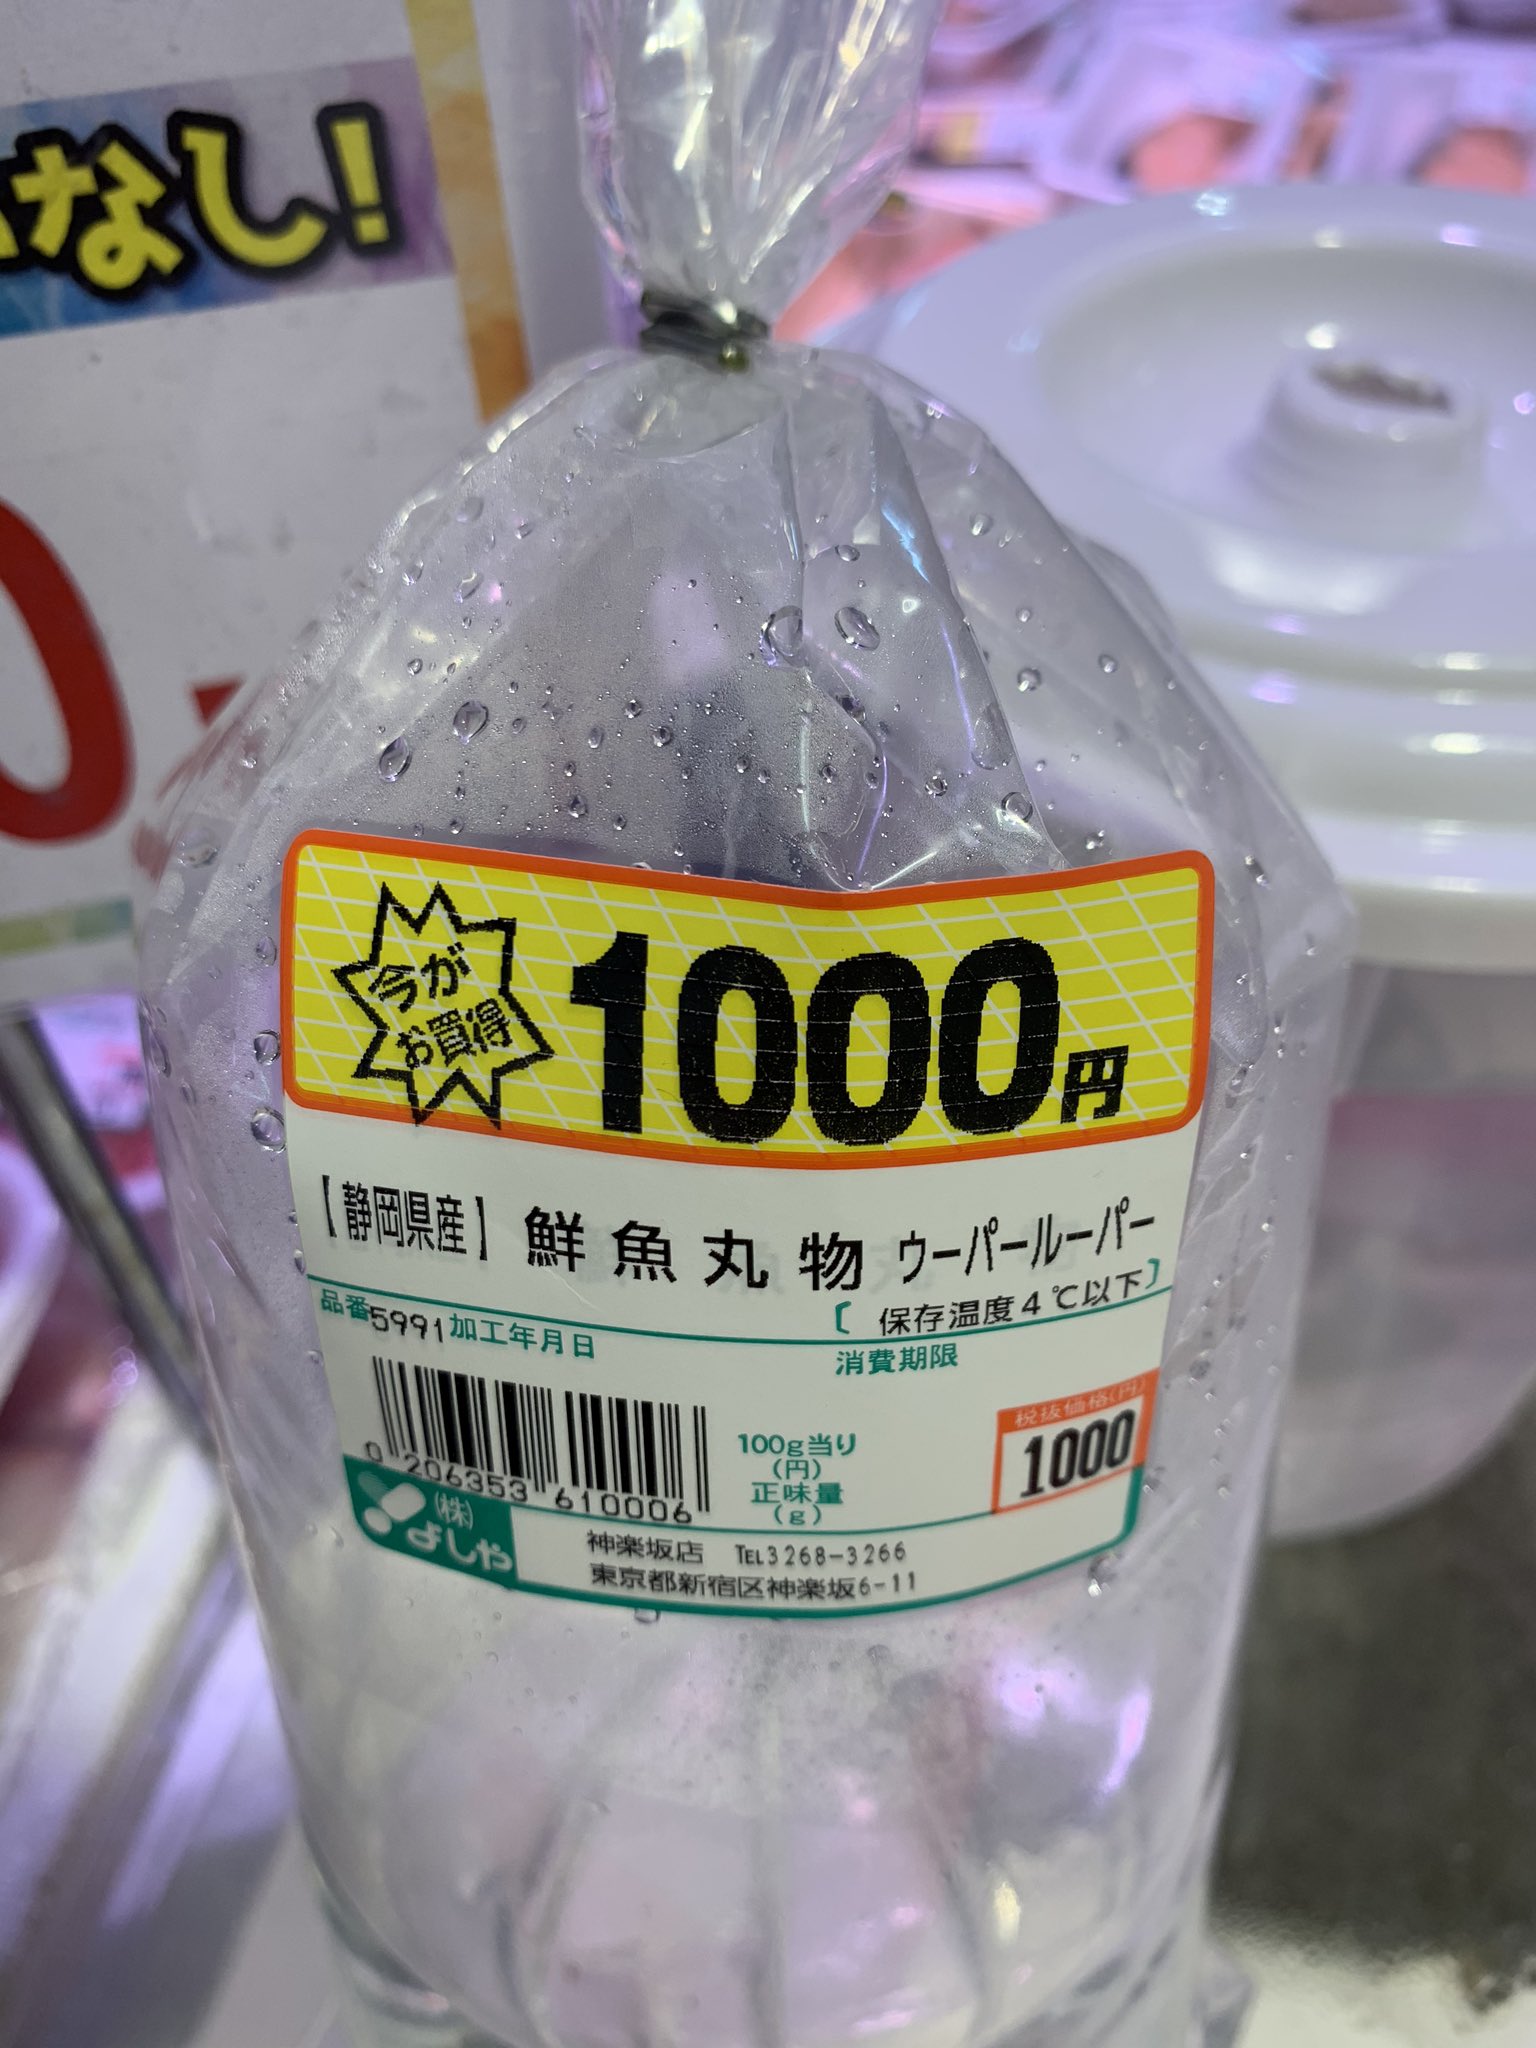 なし!
0
今が
お買得
1000円
【静岡県産】 鮮魚丸物 ウーパールーパー
〔 保存温度4℃以下〕
品番5991 加工年月日
消費期限
0 206353 610006
100g当り
(円)
正味量
(g)
税抜価格(円)
1000
(株)
よしや
神楽坂店 TEL3268-3266
東京都新宿区神楽坂6-11